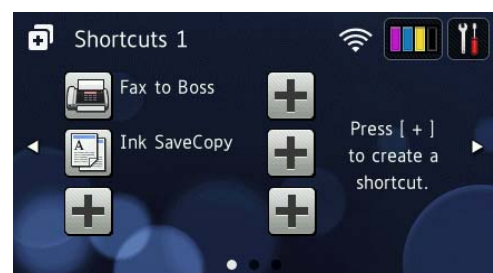 Shortcuts 1
Fax to Boss
A
Ink SaveCopy
Press [ + ]
to create a
shortcut.